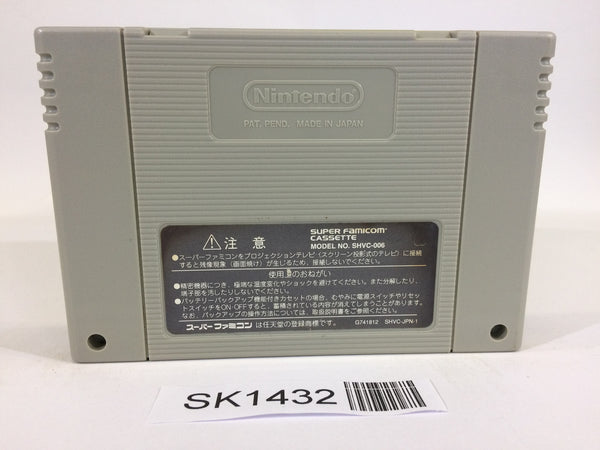 Nintendo
PAT. PEND. MADE IN JAPAN
⚠注意
SUPER FAMICOM
CASSETTE
MODEL NO. SHVC-006
●スーパーファミコンをプロジェクションテレビ(スクリーン投影式のテレビ)に接続
すると残像現象(画面焼け)が生じるため、接続しないでください。
使用上のおねがい
●精密機器につき、極端な温度変化やショックを避けてください。また分解したり、
端子部を汚したりしないでください。
●バッテリーバックアップ機能付きカセットの場合、むやみに電源スイッチやリセッ
トスイッチをON・OFFすると、蓄積されている内容が消えてしまうことがあります。
なお、バックアップの操作方法については、取扱説明書をご参照ください。
スーパーファミコン は任天堂の登録商標です。
G741812 SHVC-JPN-1
SK1432